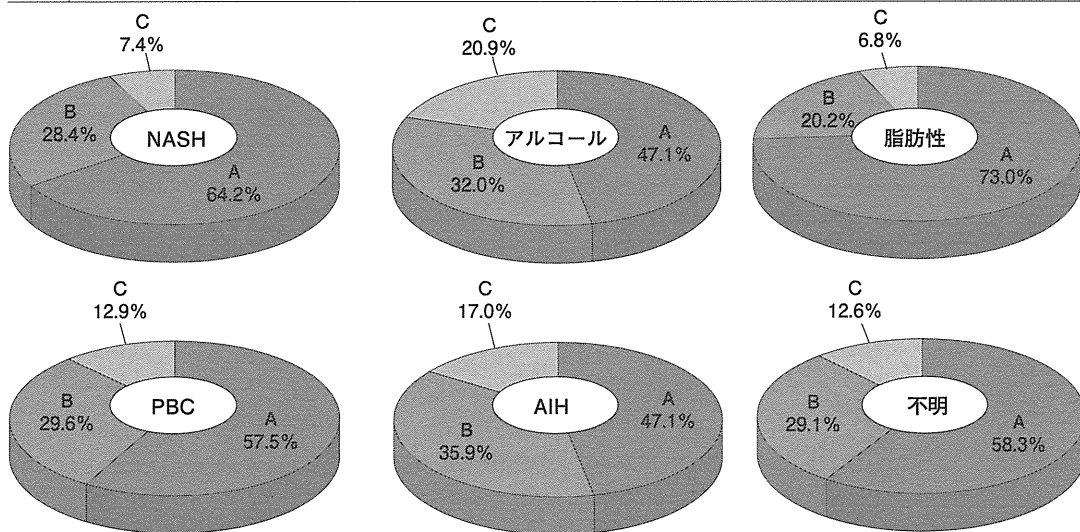 C
7.4%
B
28.4%
NASH
A
64.2%
C
20.9%
アルコール
A
47.1%
B
32.0%
C
6.8%
B
20.2%
脂肪性
A
73.0%
C
12.9%
B
29.6%
PBC
A
57.5%
C
17.0%
AIH
A
47.1%
B
35.9%
C
12.6%
B
29.1%
不明
A
58.3%